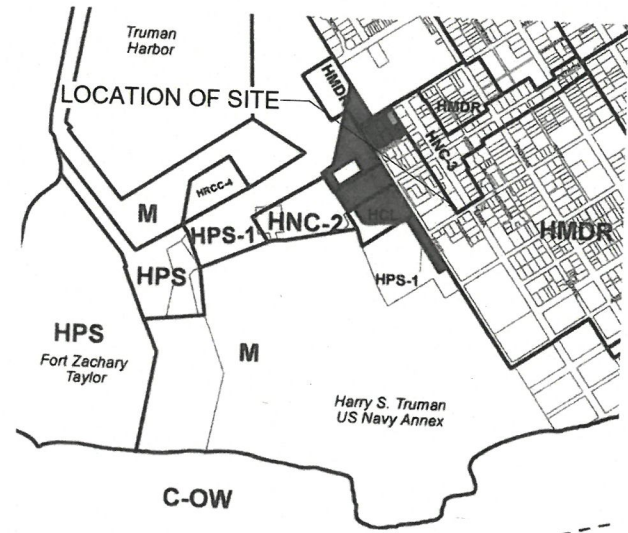 Truman
Harbor
HMDR
LOCATION OF SITE
HMDR
HNC-3
HRCC-4
M
HPS-1
HNC-2
HCL
HMDR
HPS
HPS-1
HPS
Fort Zachary
Taylor
M
Harry S. Truman
US Navy Annex
C-OW